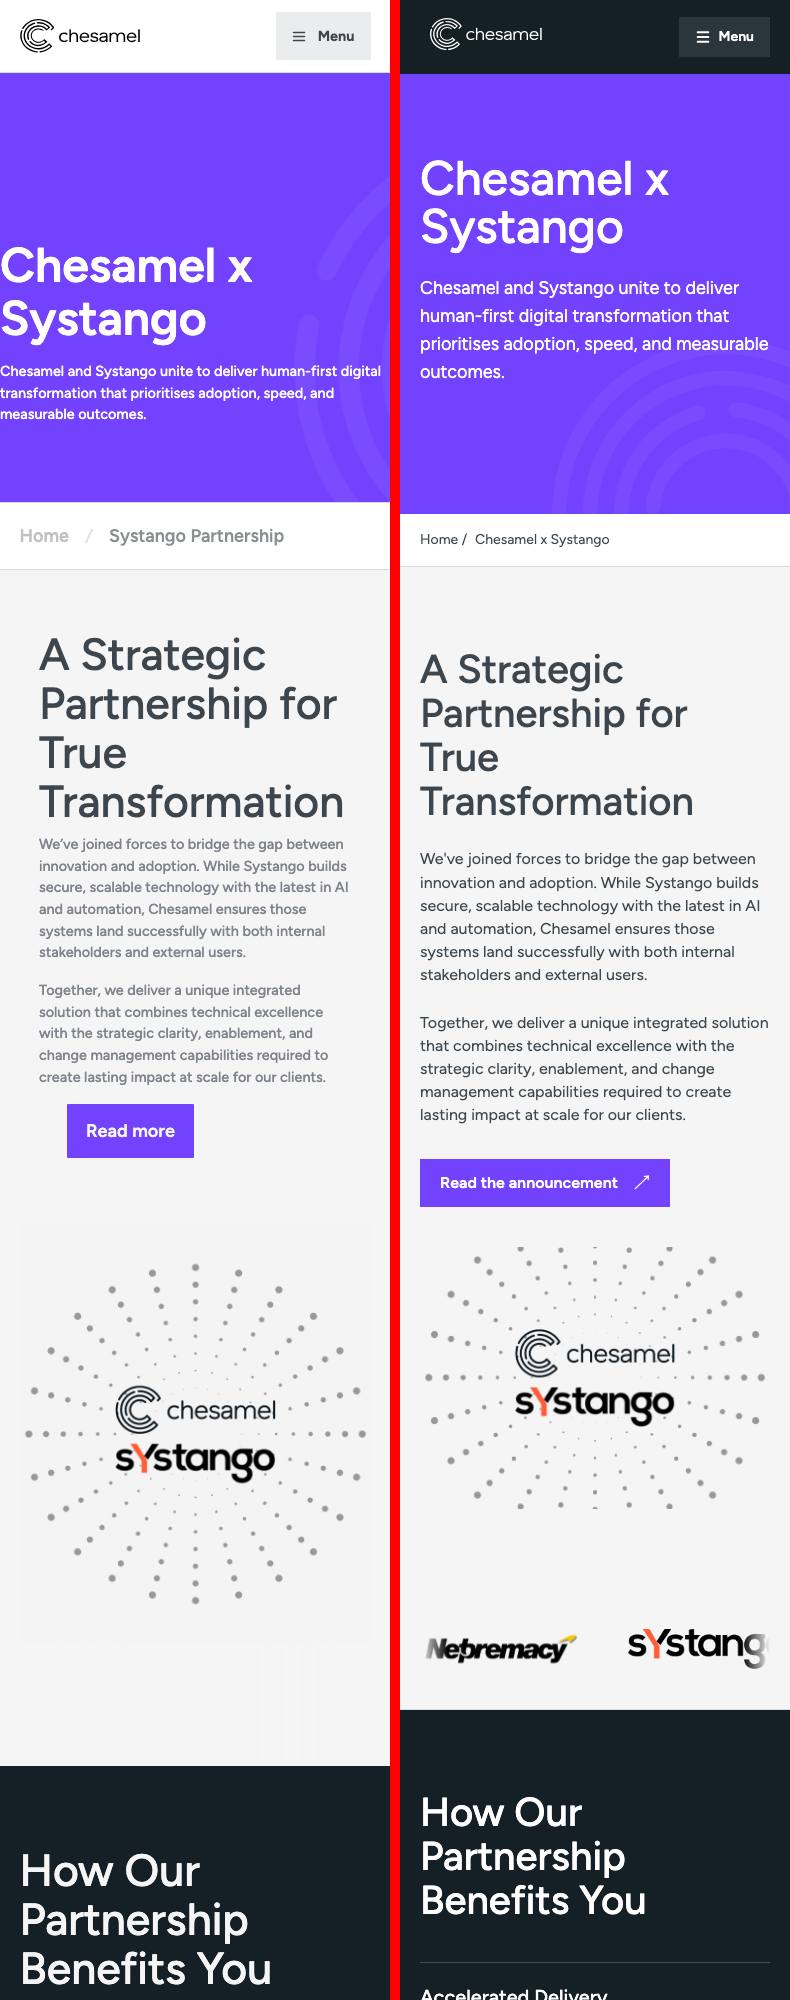 chesamel
Menu
Chesamel x
Systango
Chesamel and Systango unite to deliver human-first digital
transformation that prioritises adoption, speed, and
measurable outcomes.
Home / Systango Partnership
A Strategic
Partnership for
True
Transformation
We’ve joined forces to bridge the gap between
innovation and adoption. While Systango builds
secure, scalable technology with the latest in AI
and automation, Chesamel ensures those
systems land successfully with both internal
stakeholders and external users.
Together, we deliver a unique integrated
solution that combines technical excellence
with the strategic clarity, enablement, and
change management capabilities required to
create lasting impact at scale for our clients.
Read more
chesamel
sYstango
How Our
Partnership
Benefits You
chesamel
Menu
Chesamel x
Systango
Chesamel and Systango unite to deliver
human-first digital transformation that
prioritises adoption, speed, and measurable
outcomes.
Home / Chesamel x Systango
A Strategic
Partnership for
True
Transformation
We've joined forces to bridge the gap between
innovation and adoption. While Systango builds
secure, scalable technology with the latest in AI
and automation, Chesamel ensures those
systems land successfully with both internal
stakeholders and external users.
Together, we deliver a unique integrated solution
that combines technical excellence with the
strategic clarity, enablement, and change
management capabilities required to create
lasting impact at scale for our clients.
Read the announcement
chesamel
sYstango
sYstang
How Our
Partnership
Benefits You
Accelerated Delivery